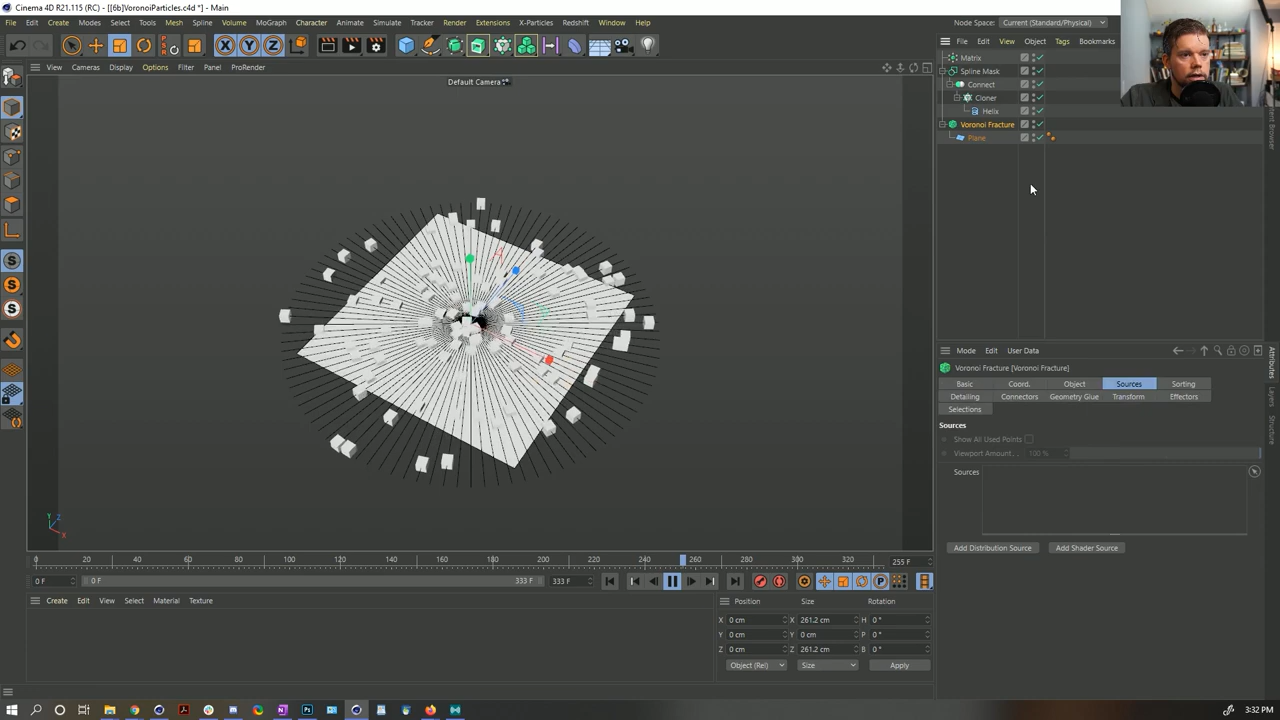 Cinema 4D R21.115 (RC) - [[6b]VoronoiParticles.c4d *] - Main
File Edit Create Modes Select Tools Mesh Spline Volume MoGraph Character Animate Simulate Tracker Render Extensions X-Particles Redshift Window Help
Node Space: Current (Standard/Physical)
View Cameras Display Options Filter Panel ProRender
File Edit View Object Tags Bookmarks
Default Camera
Matrix
Spline Mask
Connect
Cloner
Helix
Voronoi Fracture
Plane
Content Browser
Mode Edit User Data
Attributes
Layers
Structure
Voronoi Fracture [Voronoi Fracture]
Basic Coord. Object Sources Sorting
Detailing Connectors Geometry Glue Transform Effectors
Selections
Sources
Show All Used Points
Viewport Amount . . 100 %
Sources
Add Distribution Source Add Shader Source
Y Z
X
0 20 40 60 80 100 120 140 160 180 200 220 240 260 280 300 320 255 F
0 F 0 F 333 F 333 F
Create Edit View Select Material Texture
Position Size Rotation
X 0 cm X 261.2 cm H 0 °
Y 0 cm Y 0 cm P 0 °
Z 0 cm Z 261.2 cm B 0 °
Object (Rel) Size Apply
3:32 PM